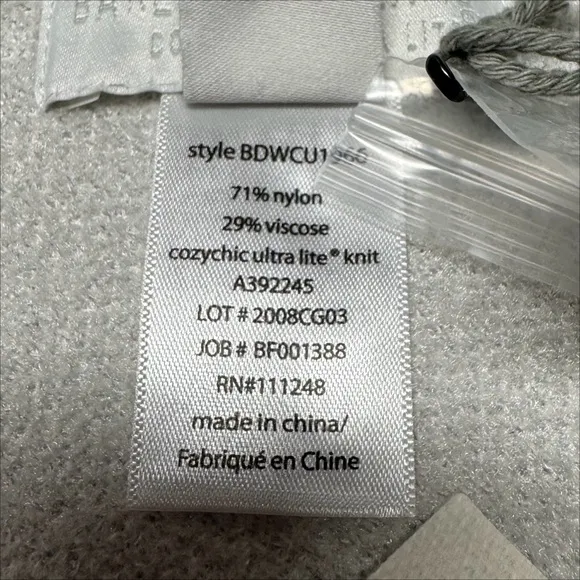 style BDWCU1066
71% nylon
29% viscose
cozychic ultra lite® knit
A392245
LOT # 2008CG03
JOB # BF001388
RN#111248
made in china/
Fabriqué en Chine